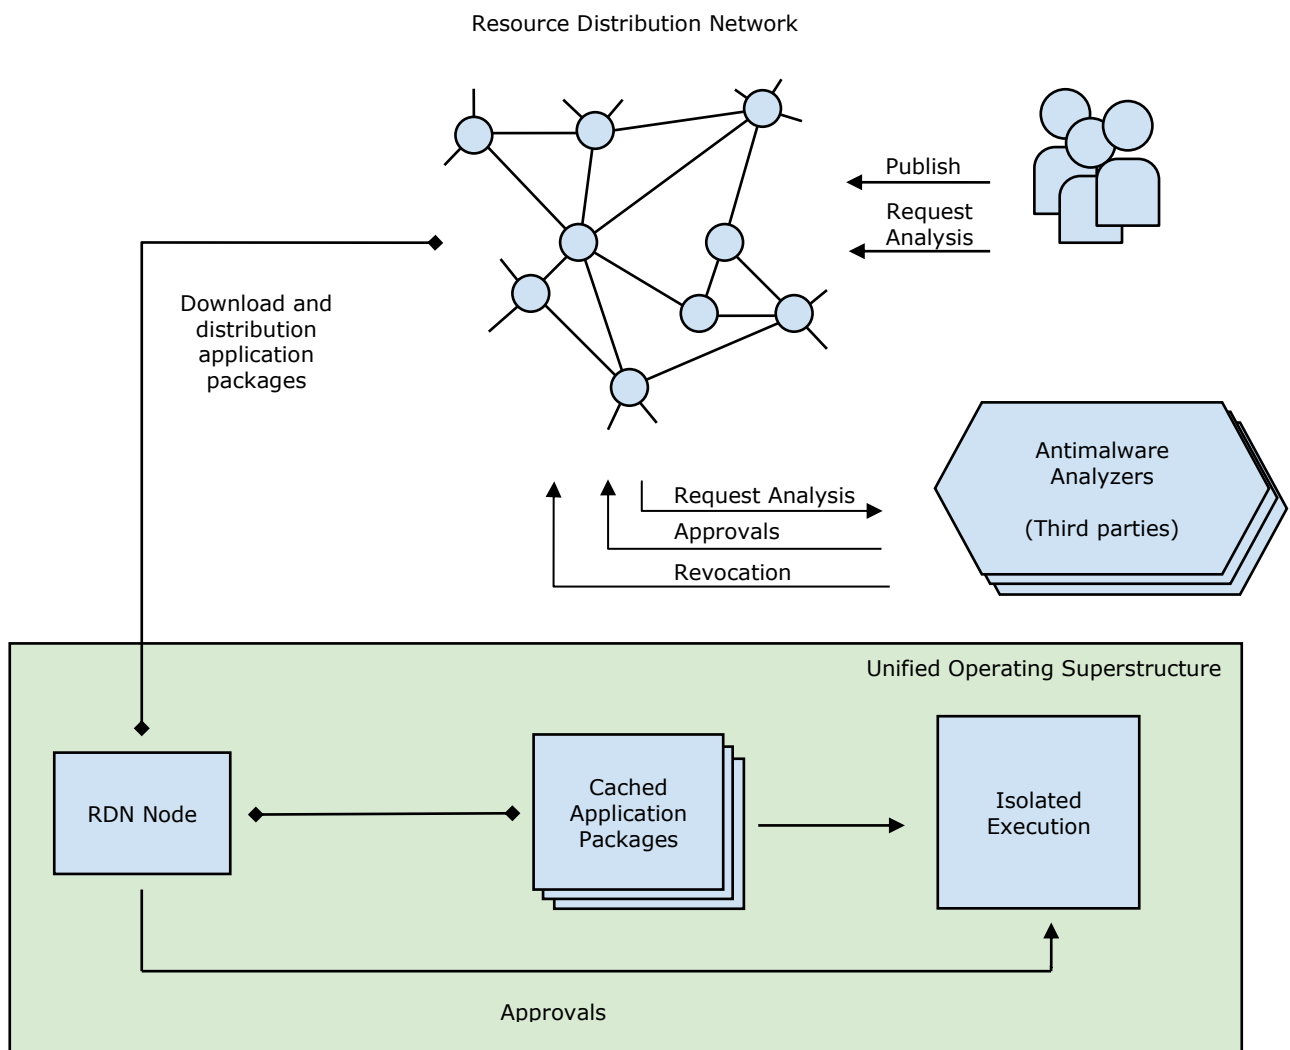 Resource Distribution Network
Publish
Request
Analysis
Download and
distribution
application
packages
Antimalware
Analyzers
(Third parties)
Request Analysis
Approvals
Revocation
Unified Operating Superstructure
RDN Node
Cached
Application
Packages
Isolated
Execution
Approvals